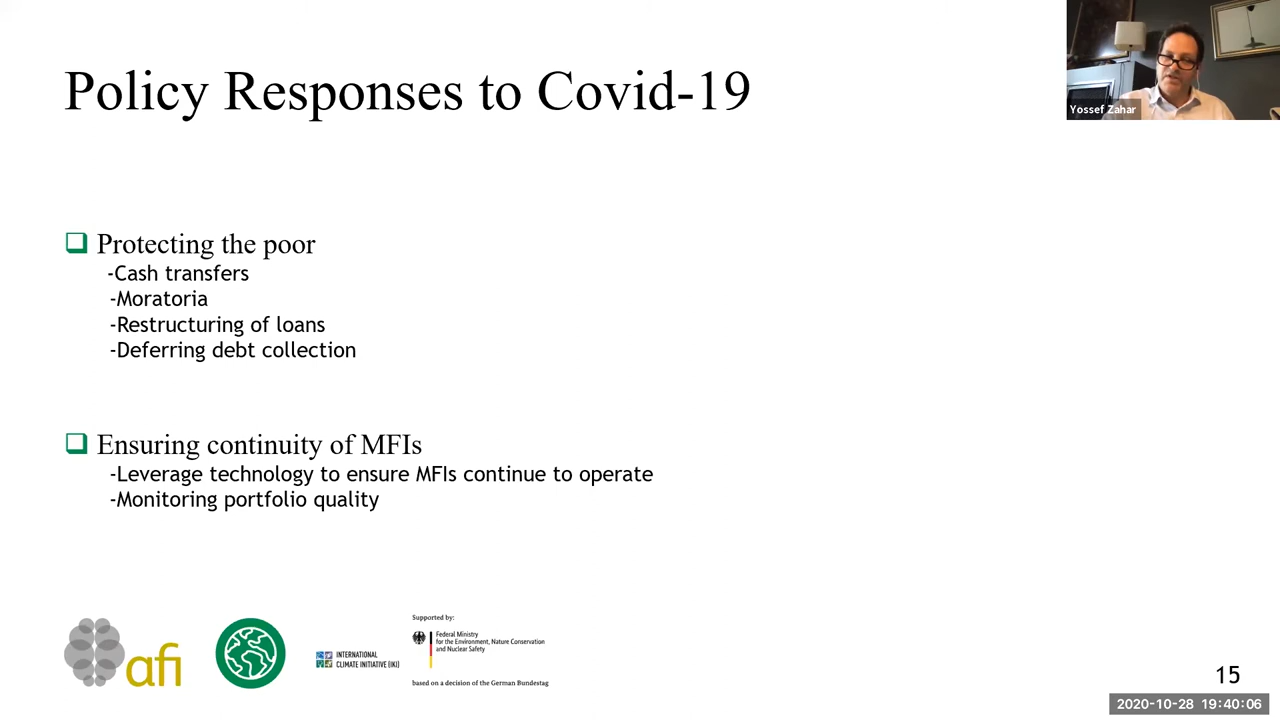 Policy Responses to Covid-19
Yossef Zahar
Protecting the poor
-Cash transfers
-Moratoria
-Restructuring of loans
-Deferring debt collection
Ensuring continuity of MFIs
-Leverage technology to ensure MFIs continue to operate
-Monitoring portfolio quality
afi
INTERNATIONAL
CLIMATE INITIATIVE (IKI)
Supported by:
Federal Ministry
for the Environment, Nature Conservation
and Nuclear Safety
based on a decision of the German Bundestag
15
2020-10-28 19:40:06